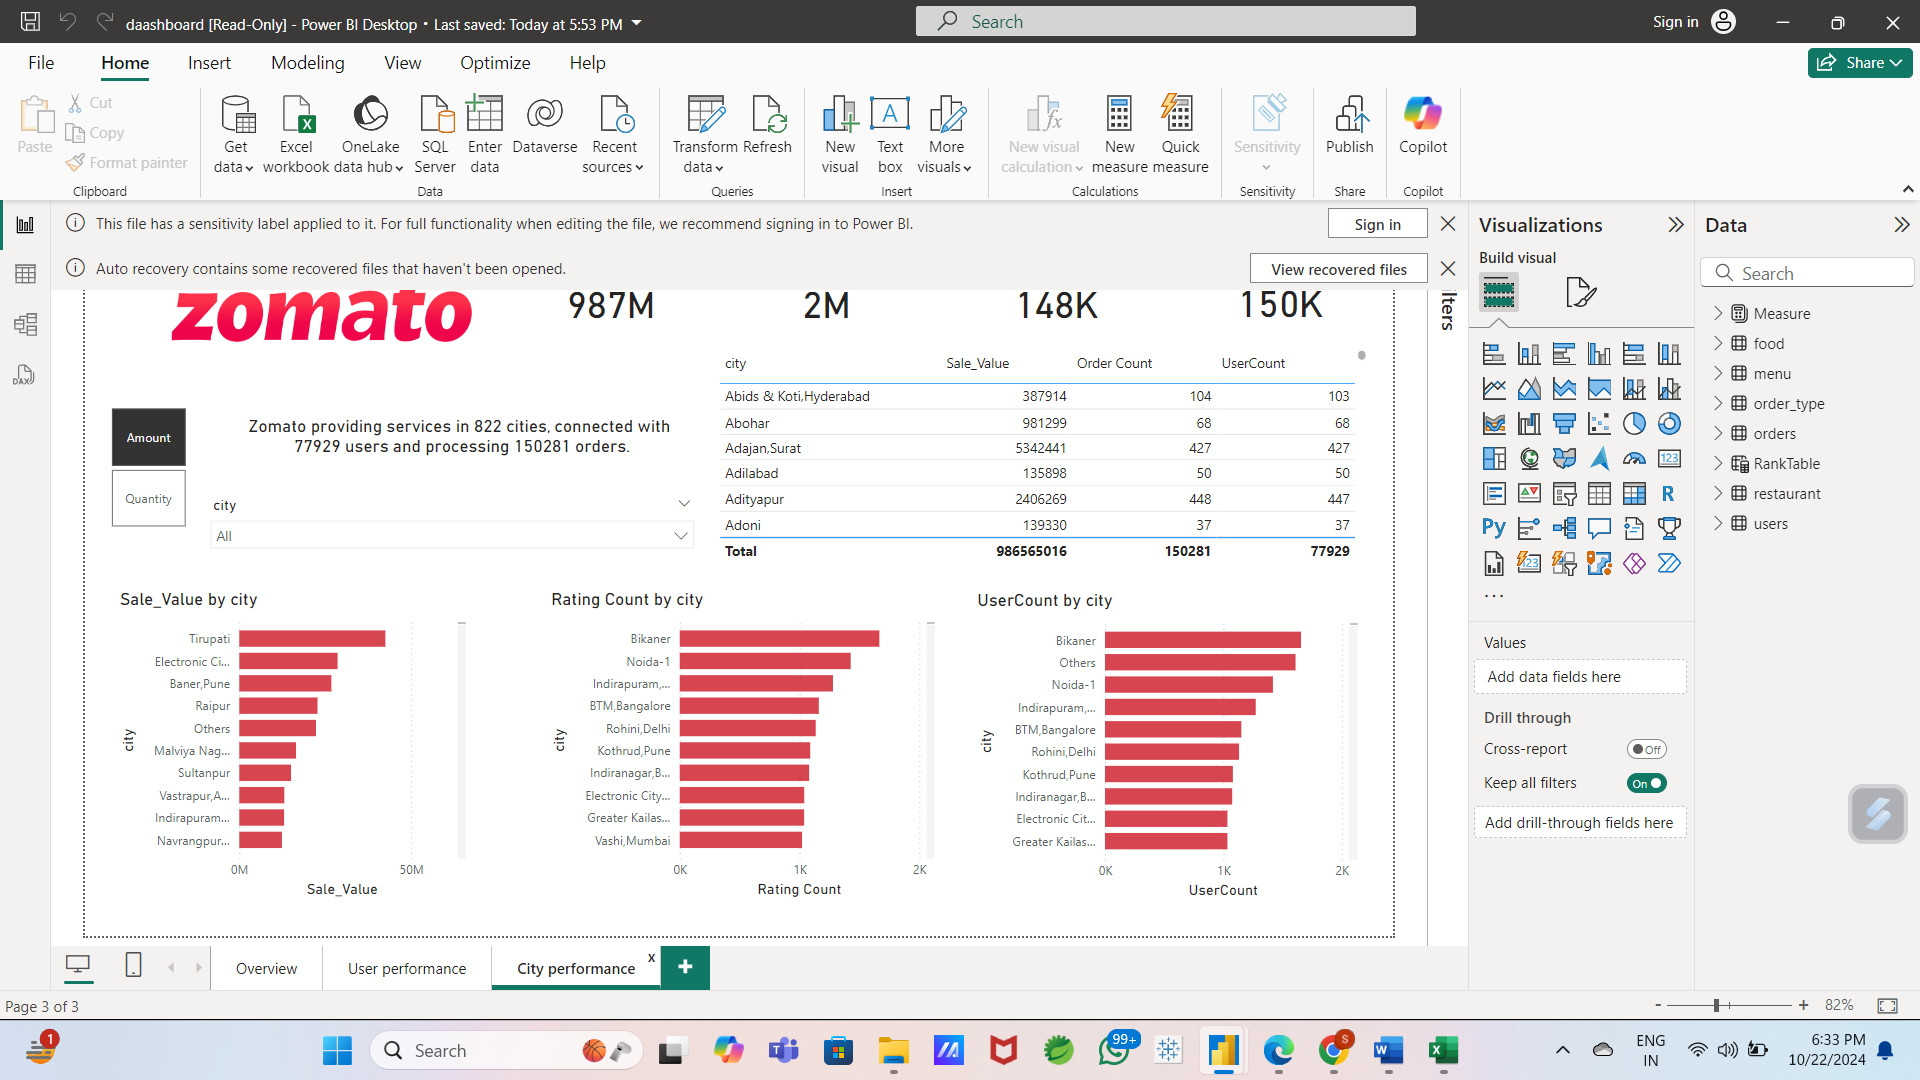 daashboard [Read-Only] - Power BI Desktop • Last saved: Today at 5:53 PM
Search
Sign in
File Home Insert Modeling View Optimize Help
Share
Paste
Cut
Copy
Format painter
Clipboard
Get data
Excel workbook
OneLake data hub
SQL Server
Enter data
Dataverse
Recent sources
Data
Transform data
Refresh
Queries
New visual
Text box
More visuals
Insert
New visual calculation
New measure
Quick measure
Calculations
Sensitivity
Sensitivity
Publish
Share
Copilot
Copilot
This file has a sensitivity label applied to it. For full functionality when editing the file, we recommend signing in to Power BI.
Sign in
Auto recovery contains some recovered files that haven't been opened.
View recovered files
zomato
987M 2M 148K 150K
Amount
Quantity
Zomato providing services in 822 cities, connected with
77929 users and processing 150281 orders.
city
All
city Sale_Value Order Count UserCount
Abids & Koti,Hyderabad 387914 104 103
Abohar 981299 68 68
Adajan,Surat 5342441 427 427
Adilabad 135898 50 50
Adityapur 2406269 448 447
Adoni 139330 37 37
Total 986565016 150281 77929
Sale_Value by city
city
Tirupati
Electronic Ci...
Baner,Pune
Raipur
Others
Malviya Nag...
Sultanpur
Vastrapur,A...
Indirapuram...
Navrangpur...
0M 50M
Sale_Value
Rating Count by city
city
Bikaner
Noida-1
Indirapuram,...
BTM,Bangalore
Rohini,Delhi
Kothrud,Pune
Indiranagar,B...
Electronic City...
Greater Kailas...
Vashi,Mumbai
0K 1K 2K
Rating Count
UserCount by city
city
Bikaner
Others
Noida-1
Indirapuram,...
BTM,Bangalore
Rohini,Delhi
Kothrud,Pune
Indiranagar,B...
Electronic Cit...
Greater Kailas...
0K 1K 2K
UserCount
Visualizations
Build visual
123
R
Py
123
...
Values
Add data fields here
Drill through
Cross-report
Off
Keep all filters
On
Add drill-through fields here
Data
Search
Measure
food
menu
order_type
orders
RankTable
restaurant
users
Overview
User performance
City performance
x
+
Page 3 of 3
- + 82%
1
Search
99+
S
ENG
IN
6:33 PM
10/22/2024